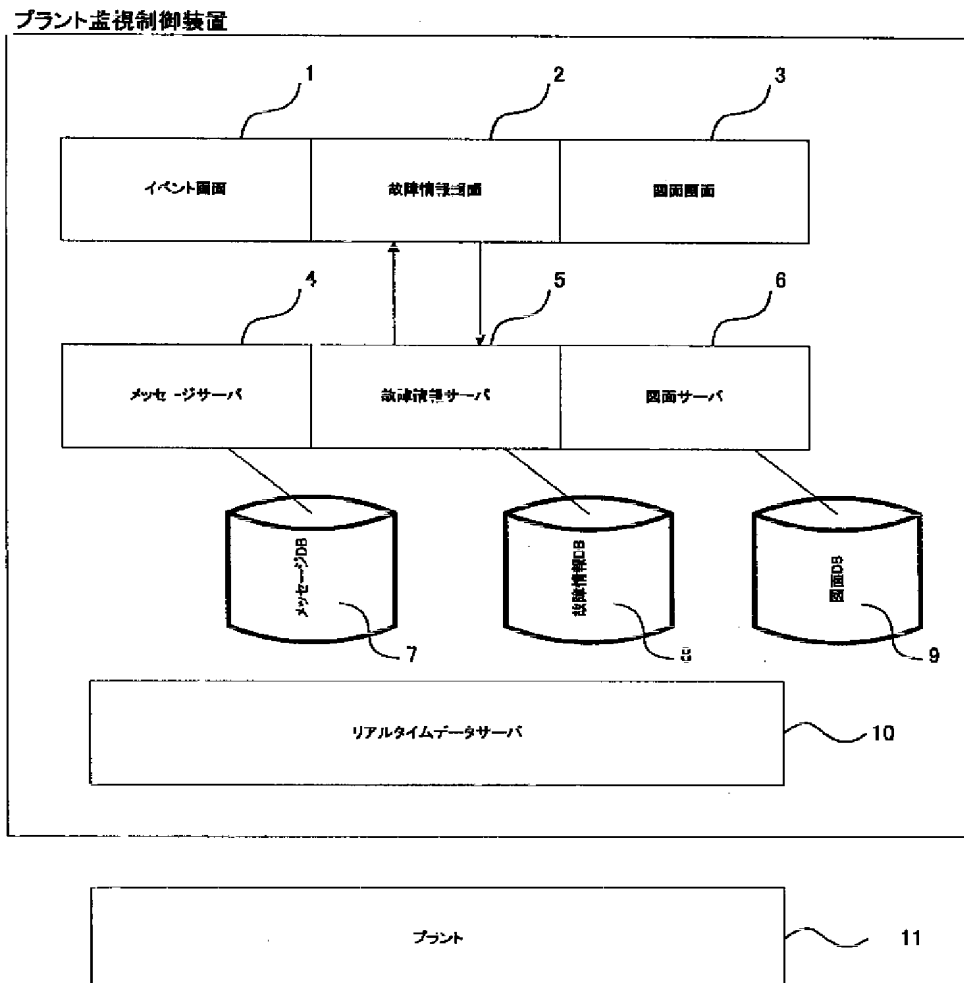 プラント監視制御装置
1
2
3
イベント画面
故障情報画面
図面画面
4
5
6
メッセージサーバ
故障情報サーバ
図面サーバ
メッセージDB
故障情報DB
図面DB
7
8
9
リアルタイムデータサーバ
10
プラント
11